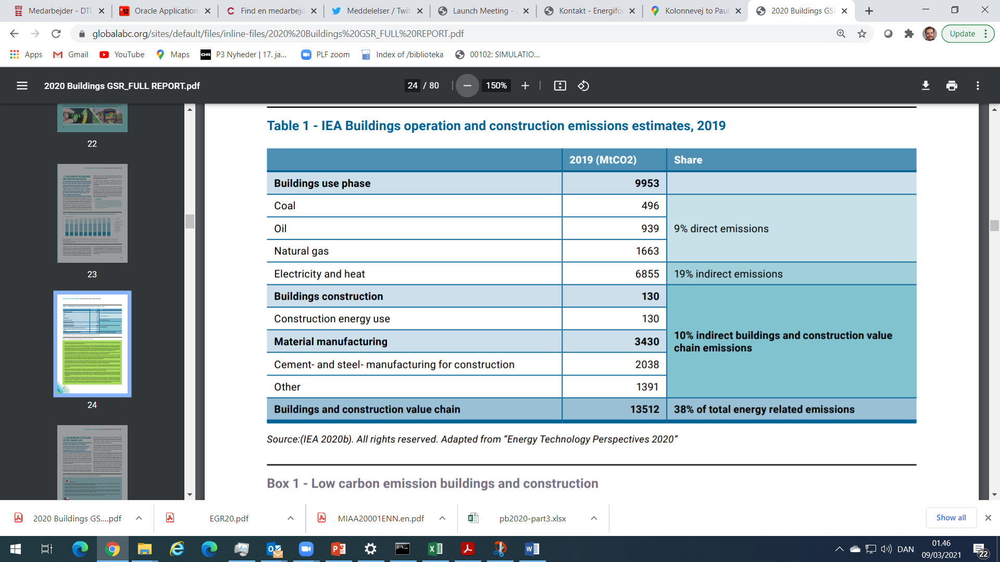 Medarbejder - DTU
Oracle Application
Find en medarbejd
Meddelelser / Twit
Launch Meeting - Z
Kontakt - Energifor
Kolonnevej to Paul
2020 Buildings GSR
globalabc.org/sites/default/files/inline-files/2020%20Buildings%20GSR_FULL%20REPORT.pdf
Update
Apps
Gmail
YouTube
Maps
P3 Nyheder | 17. ja...
PLF zoom
Index of /biblioteka
00102: SIMULATIO...
2020 Buildings GSR_FULL REPORT.pdf
24 / 80
150%
22
23
24
Table 1 - IEA Buildings operation and construction emissions estimates, 2019
2019 (MtCO2) Share
Buildings use phase 9953
Coal 496
Oil 939 9% direct emissions
Natural gas 1663
Electricity and heat 6855 19% indirect emissions
Buildings construction 130
Construction energy use 130
Material manufacturing 3430
10% indirect buildings and construction value
chain emissions
Cement- and steel- manufacturing for construction 2038
Other 1391
Buildings and construction value chain 13512 38% of total energy related emissions
Source:(IEA 2020b). All rights reserved. Adapted from “Energy Technology Perspectives 2020”
Box 1 - Low carbon emission buildings and construction
2020 Buildings GS....pdf
EGR20.pdf
MIAA20001ENN.en.pdf
pb2020-part3.xlsx
Show all
DAN
01.46
09/03/2021
22